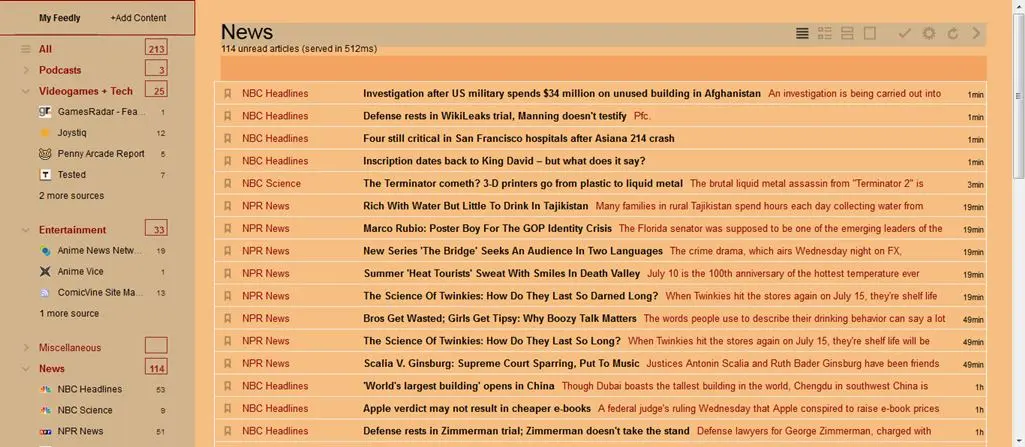 My Feedly +Add Content
All 213
Podcasts 3
Videogames + Tech 25
GamesRadar - Fea... 1
Joystiq 12
Penny Arcade Report 5
Tested 7
2 more sources
Entertainment 33
Anime News Netw... 19
Anime Vice 1
ComicVine Site Ma... 13
1 more source
Miscellaneous
News 114
NBC Headlines 53
NBC Science 9
NPR News 51
News
114 unread articles (served in 512ms)
NBC Headlines Investigation after US military spends $34 million on unused building in Afghanistan An investigation is being carried out into 1min
NBC Headlines Defense rests in WikiLeaks trial, Manning doesn't testify Pfc. 1min
NBC Headlines Four still critical in San Francisco hospitals after Asiana 214 crash 1min
NBC Headlines Inscription dates back to King David – but what does it say? 1min
NBC Science The Terminator cometh? 3-D printers go from plastic to liquid metal The brutal liquid metal assassin from "Terminator 2" is 3min
NPR News Rich With Water But Little To Drink In Tajikistan Many families in rural Tajikistan spend hours each day collecting water from 19min
NPR News Marco Rubio: Poster Boy For The GOP Identity Crisis The Florida senator was supposed to be one of the emerging leaders of the 19min
NPR News New Series 'The Bridge' Seeks An Audience In Two Languages The crime drama, which airs Wednesday night on FX, 19min
NPR News Summer 'Heat Tourists' Sweat With Smiles In Death Valley July 10 is the 100th anniversary of the hottest temperature ever 19min
NPR News The Science Of Twinkies: How Do They Last So Darned Long? When Twinkies hit the stores again on July 15, they're shelf life 19min
NPR News Bros Get Wasted; Girls Get Tipsy: Why Boozy Talk Matters The words people use to describe their drinking behavior can say a lot 49min
NPR News The Science Of Twinkies: How Do They Last So Long? When Twinkies hit the stores again on July 15, they're shelf life will be 49min
NPR News Scalia V. Ginsburg: Supreme Court Sparring, Put To Music Justices Antonin Scalia and Ruth Bader Ginsburg have been friends 49min
NBC Headlines 'World's largest building' opens in China Though Dubai boasts the tallest building in the world, Chengdu in southwest China is 1h
NBC Headlines Apple verdict may not result in cheaper e-books A federal judge's ruling Wednesday that Apple conspired to raise e-book prices 1h
NBC Headlines Defense rests in Zimmerman trial; Zimmerman doesn't take the stand Defense lawyers for George Zimmerman, charged with 1h